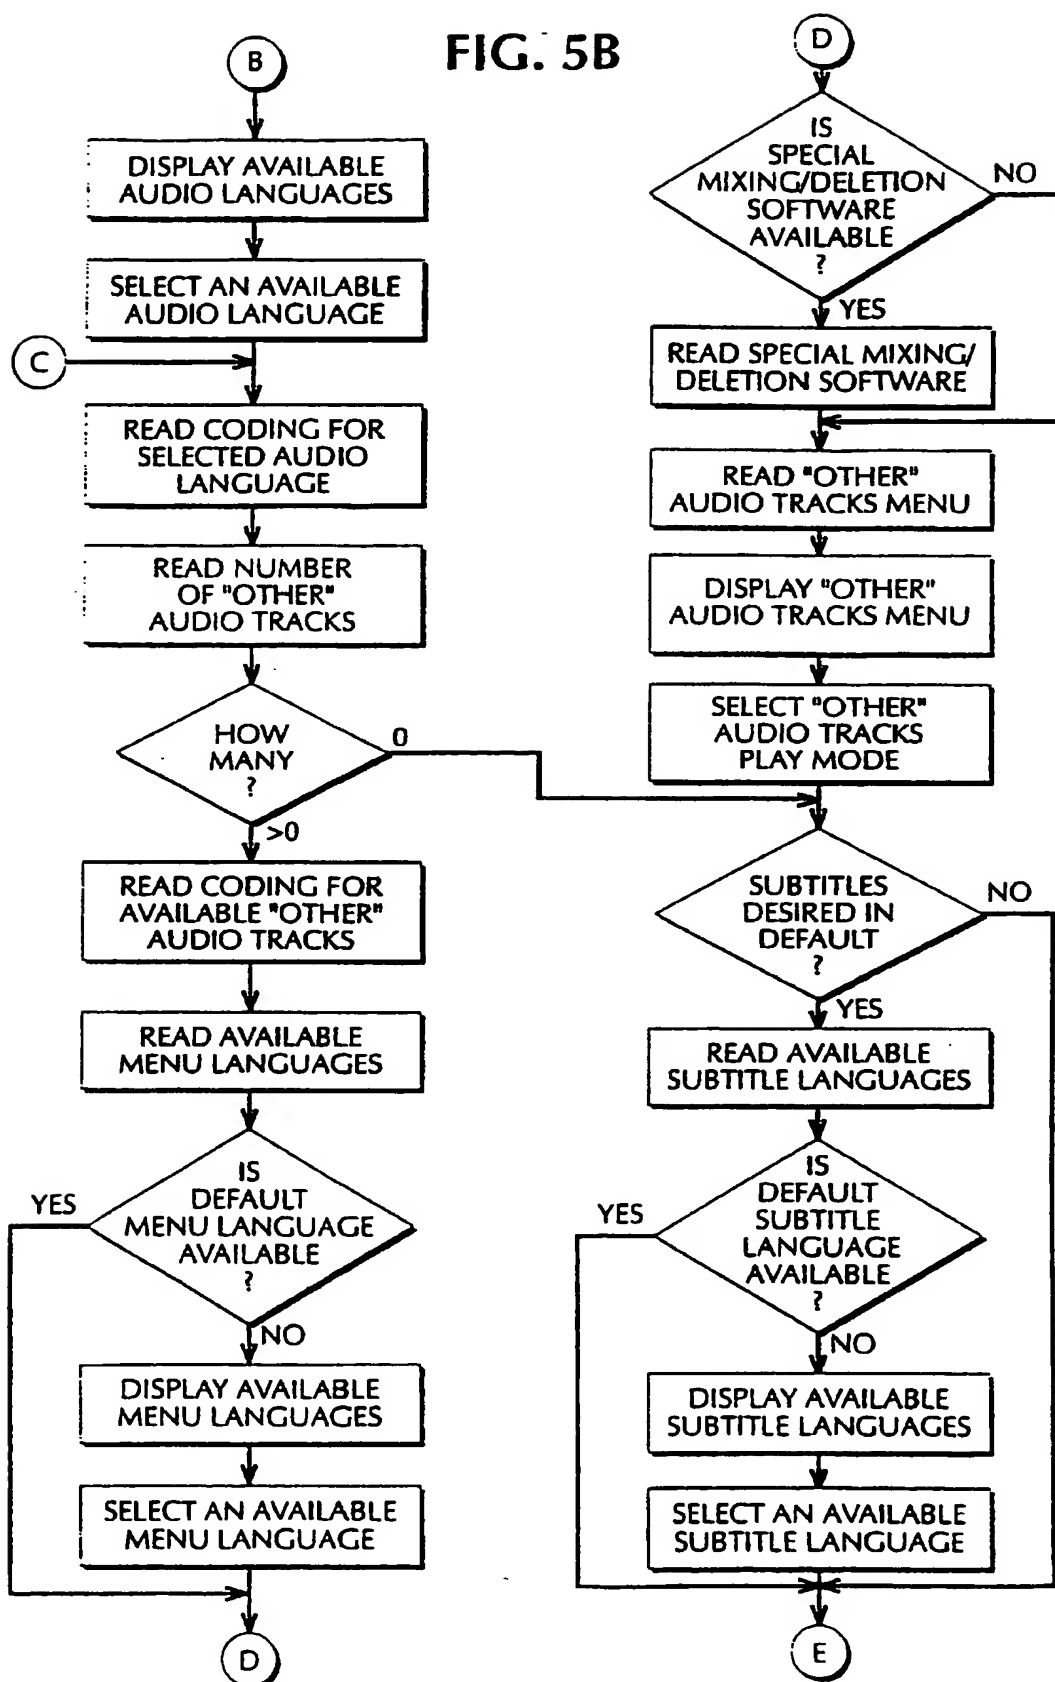 FIG. 5B
B
DISPLAY AVAILABLE
AUDIO LANGUAGES
SELECT AN AVAILABLE
AUDIO LANGUAGE
C
READ CODING FOR
SELECTED AUDIO
LANGUAGE
READ NUMBER
OF "OTHER"
AUDIO TRACKS
HOW
MANY
?
0
>0
READ CODING FOR
AVAILABLE "OTHER"
AUDIO TRACKS
READ AVAILABLE
MENU LANGUAGES
IS
DEFAULT
MENU LANGUAGE
AVAILABLE
?
YES
NO
DISPLAY AVAILABLE
MENU LANGUAGES
SELECT AN AVAILABLE
MENU LANGUAGE
D
D
IS
SPECIAL
MIXING/DELETION
SOFTWARE
AVAILABLE
?
NO
YES
READ SPECIAL MIXING/
DELETION SOFTWARE
READ "OTHER"
AUDIO TRACKS MENU
DISPLAY "OTHER"
AUDIO TRACKS MENU
SELECT "OTHER"
AUDIO TRACKS
PLAY MODE
SUBTITLES
DESIRED IN
DEFAULT
?
NO
YES
READ AVAILABLE
SUBTITLE LANGUAGES
IS
DEFAULT
SUBTITLE
LANGUAGE
AVAILABLE
?
YES
NO
DISPLAY AVAILABLE
SUBTITLE LANGUAGES
SELECT AN AVAILABLE
SUBTITLE LANGUAGE
E